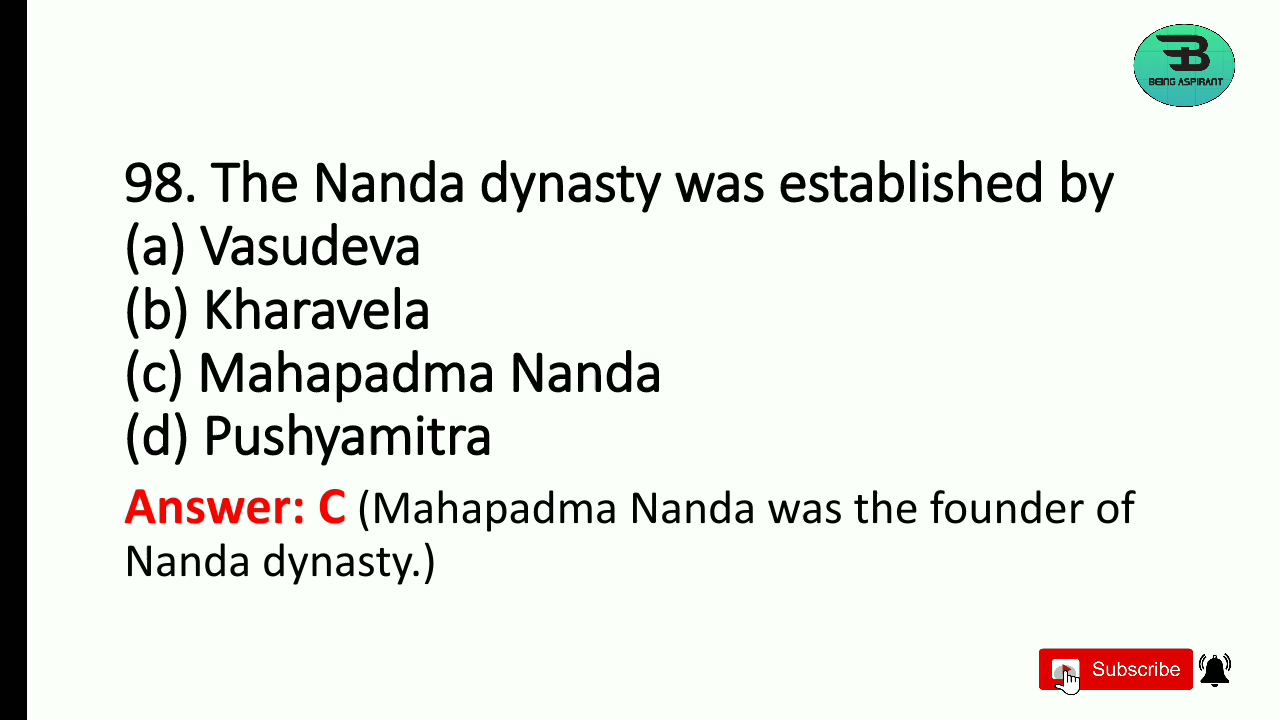 BEING ASPIRANT
98. The Nanda dynasty was established by
(a) Vasudeva
(b) Kharavela
(c) Mahapadma Nanda
(d) Pushyamitra
Answer: C (Mahapadma Nanda was the founder of
Nanda dynasty.)
Subscribe